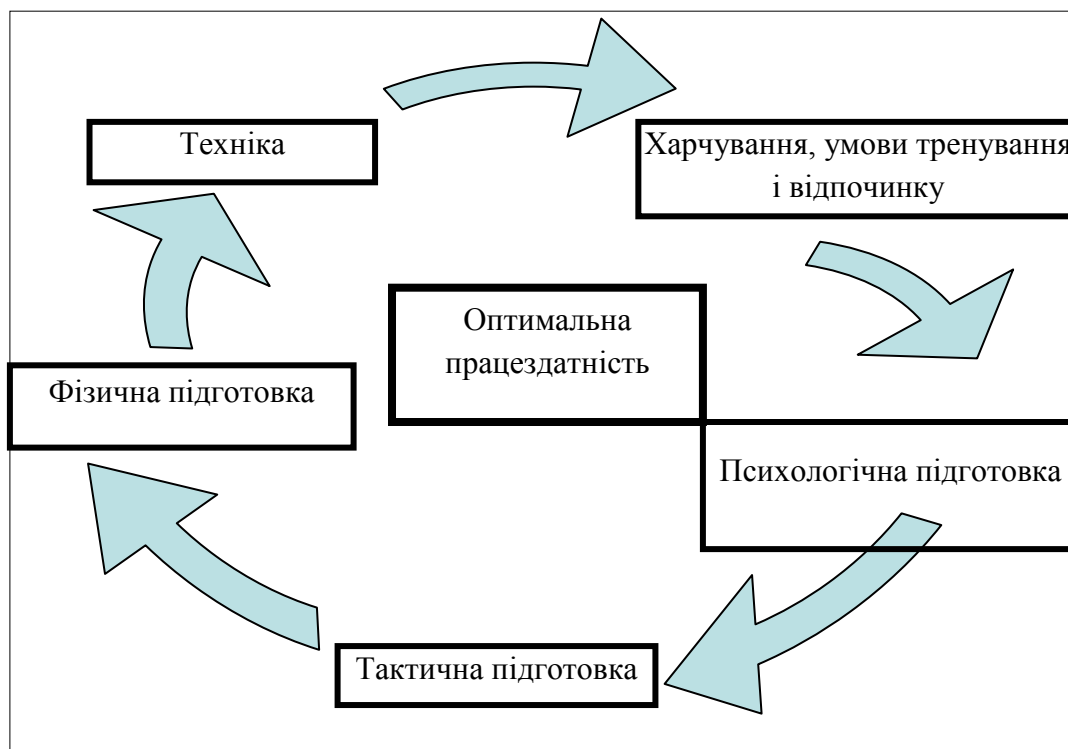 Техніка
Харчування, умови тренування
і відпочинку
Оптимальна
працездатність
Фізична підготовка
Психологічна підготовка
Тактична підготовка